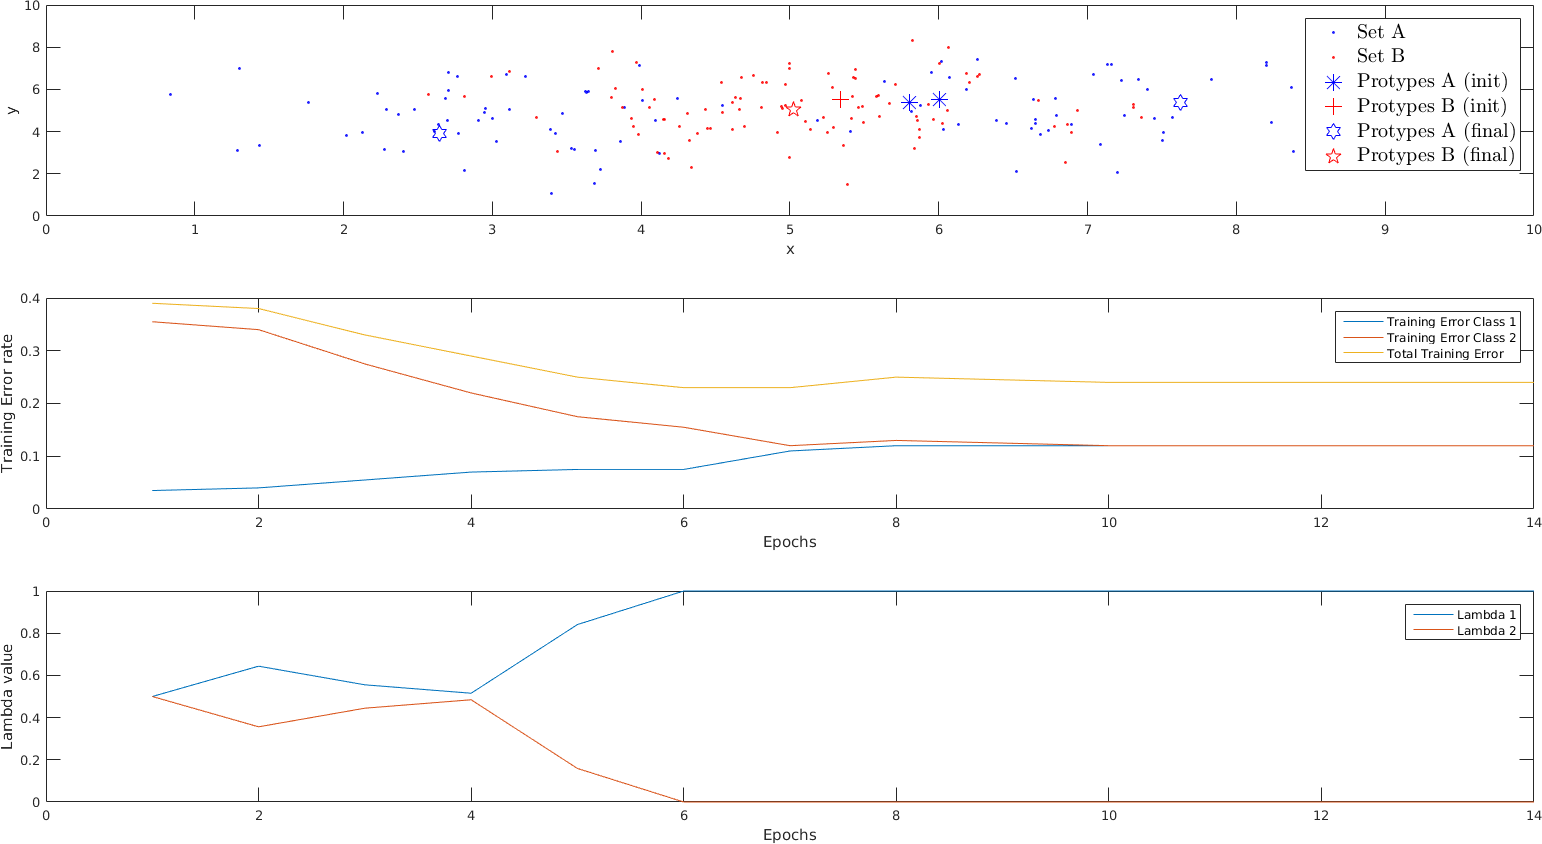 10
8
6
4
2
0
y
0 1 2 3 4 5 6 7 8 9 10
x
Set A
Set B
Protypes A (init)
Protypes B (init)
Protypes A (final)
Protypes B (final)
0.4
0.3
0.2
0.1
0
Training Error rate
0 2 4 6 8 10 12 14
Epochs
Training Error Class 1
Training Error Class 2
Total Training Error
1
0.8
0.6
0.4
0.2
0
Lambda value
0 2 4 6 8 10 12 14
Epochs
Lambda 1
Lambda 2